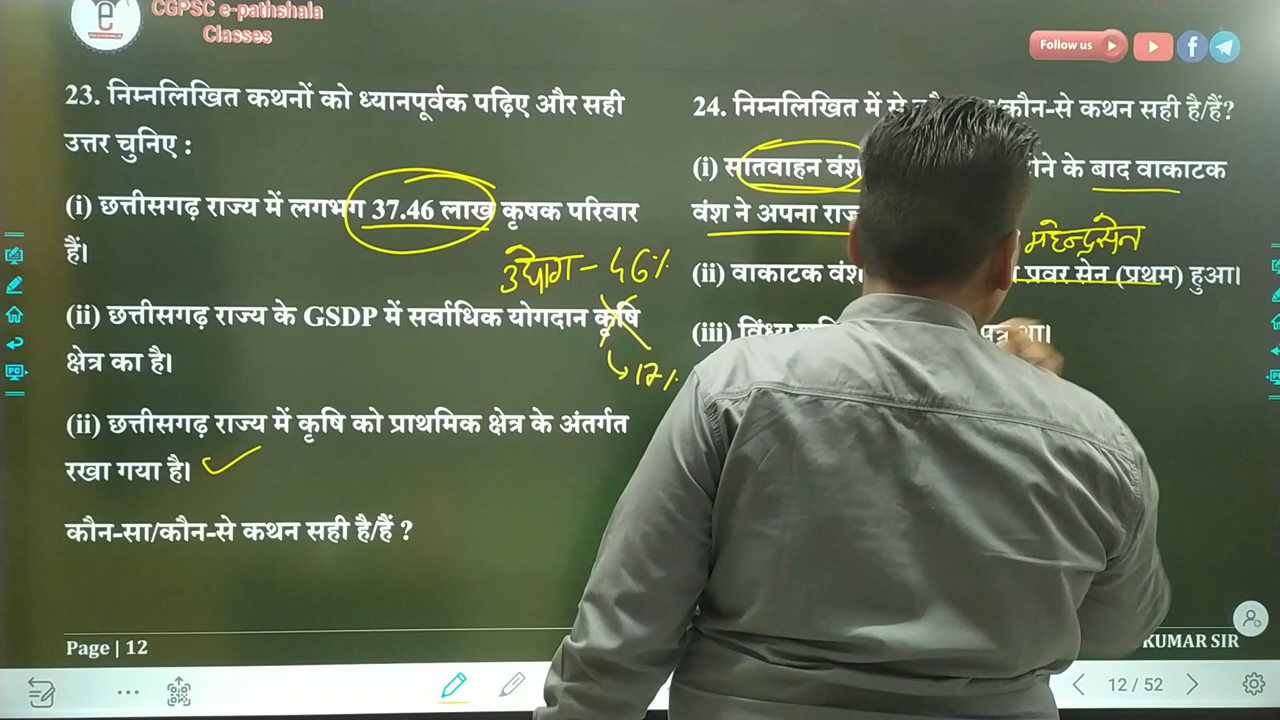 CGPSC e-pathshala
Classes
Follow us
23. निम्नलिखित कथनों को ध्यानपूर्वक पढ़िए और सही
उत्तर चुनिए :
(i) छत्तीसगढ़ राज्य में लगभग 37.46 लाख कृषक परिवार
हैं।
उद्योग - 46%
(ii) छत्तीसगढ़ राज्य के GSDP में सर्वाधिक योगदान कृषि
क्षेत्र का है।
17%
(ii) छत्तीसगढ़ राज्य में कृषि को प्राथमिक क्षेत्र के अंतर्गत
रखा गया है।
कौन-सा/कौन-से कथन सही है/हैं ?
Page | 12
24. निम्नलिखित में से /कौन-से कथन सही है/हैं?
(i) सातवाहन वंश के बाद वाकाटक
वंश ने अपना
महेन्द्रसेन
(ii) वाकाटक वंश प्रवर सेन (प्रथम) हुआ।
(iii) विंध्य था।
KUMAR SIR
12 / 52